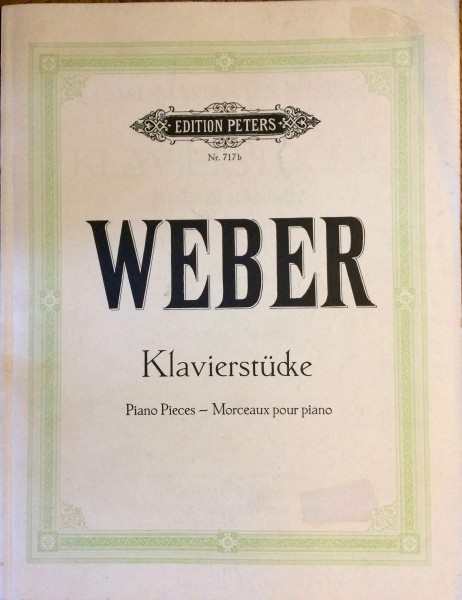 EDITION PETERS
Nr. 717b
WEBER
Klavierstücke
Piano Pieces ~ Morceaux pour piano